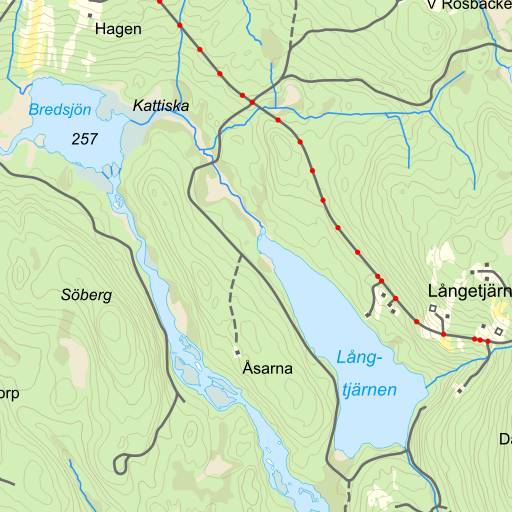 V Rosbacke
Hagen
Bredsjön
Kattiska
257
Söberg
Långetjärn
Lång-
tjärnen
Åsarna
orp
Da